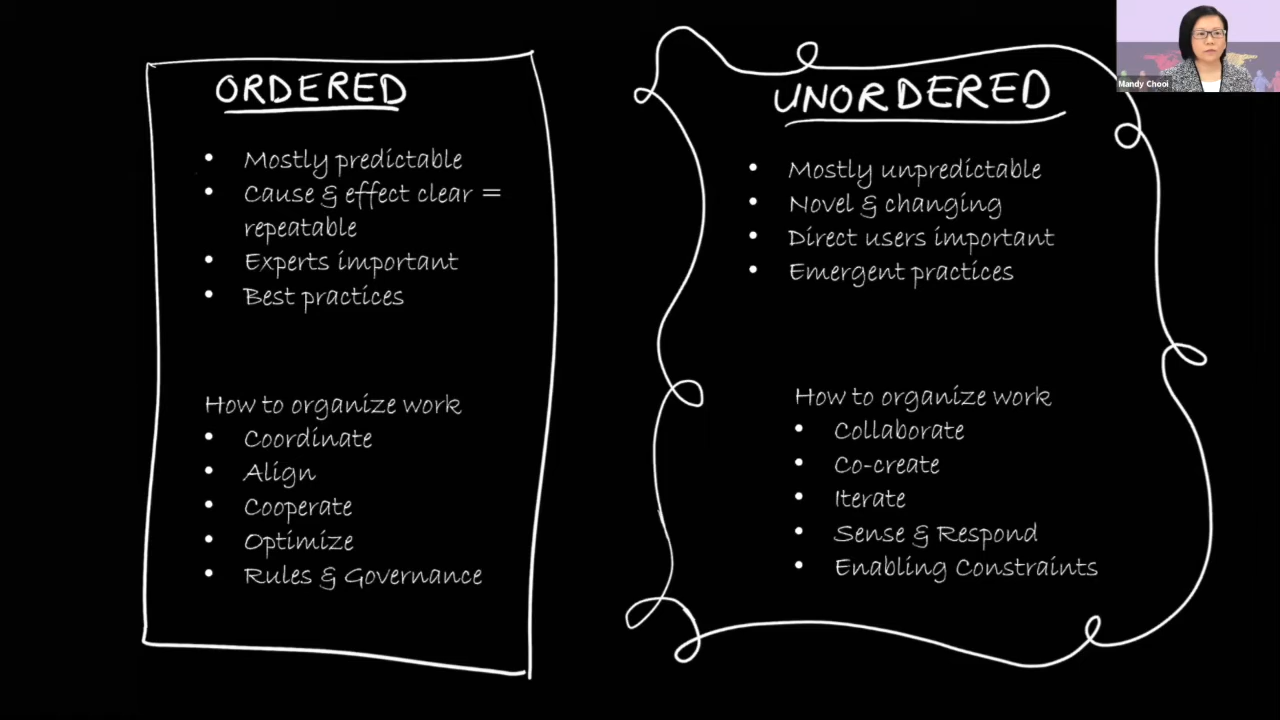 ORDERED
• Mostly predictable
• Cause & effect clear =
repeatable
• Experts important
• Best practices
How to organize work
• Coordinate
• Align
• Cooperate
• Optimize
• Rules & Governance
UNORDERED
• Mostly unpredictable
• Novel & changing
• Direct users important
• Emergent practices
How to organize work
• Collaborate
• Co-create
• Iterate
• Sense & Respond
• Enabling Constraints
Mandy Chooi